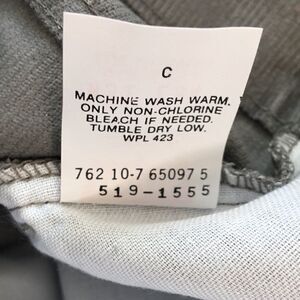 C
MACHINE WASH WARM.
ONLY NON-CHLORINE
BLEACH IF NEEDED.
TUMBLE DRY LOW.
WPL 423
762 10-7 65097 5
519-1555